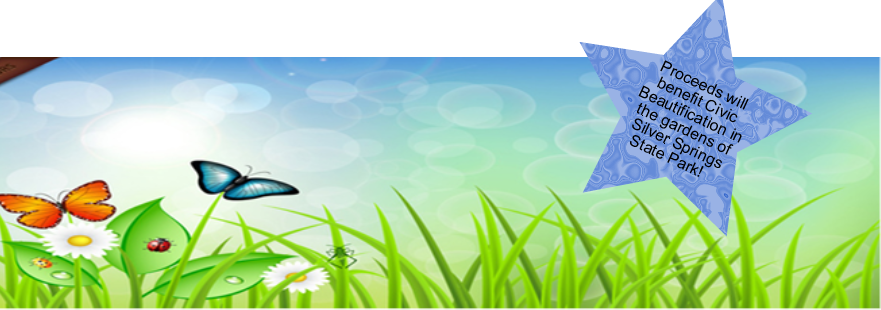 Proceeds will
benefit Civic
Beautification in
the gardens of
Silver Springs
State Park!